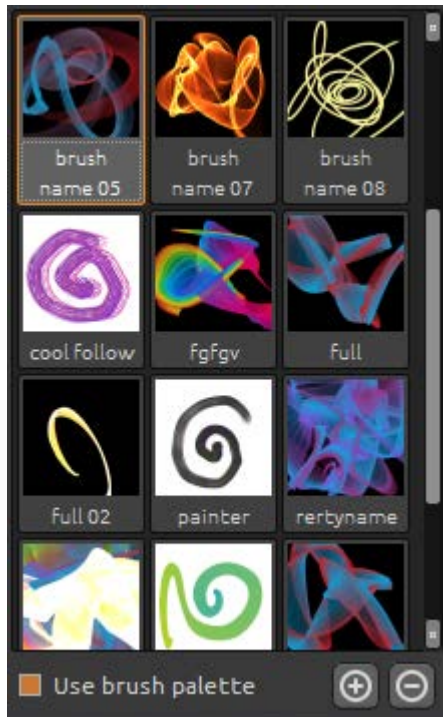 brush
name 05
brush
name 07
brush
name 08
cool follow
fgfgv
full
full 02
painter
rertyname
Use brush palette